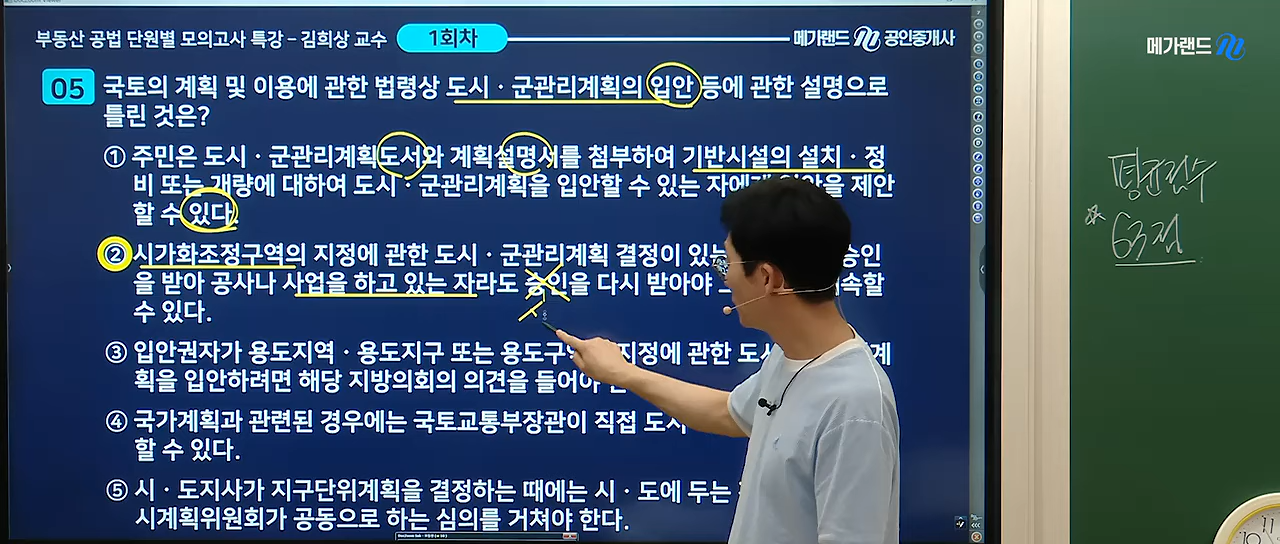 부동산 공법 단원별 모의고사 특강 – 김희상 교수 1회차 메가랜드 공인중개사
메가랜드
05 국토의 계획 및 이용에 관한 법령상 도시 · 군관리계획의 입안 등에 관한 설명으로
틀린 것은?
① 주민은 도시 · 군관리계획도서와 계획설명서를 첨부하여 기반시설의 설치 · 정
비 또는 개량에 대하여 도시 · 군관리계획을 입안할 수 있는 자에게 입안을 제안
할 수 있다.
② 시가화조정구역의 지정에 관한 도시 · 군관리계획 결정이 있는 승인
을 받아 공사나 사업을 하고 있는 자라도 승인을 다시 받아야 속할
수 있다.
③ 입안권자가 용도지역 · 용도지구 또는 용도구역 지정에 관한 도시 계
획을 입안하려면 해당 지방의회의 의견을 들어야
④ 국가계획과 관련된 경우에는 국토교통부장관이 직접 도시
할 수 있다.
⑤ 시 · 도지사가 지구단위계획을 결정하는 때에는 시 · 도에 두는
시계획위원회가 공동으로 하는 심의를 거쳐야 한다.
평균점수
63점